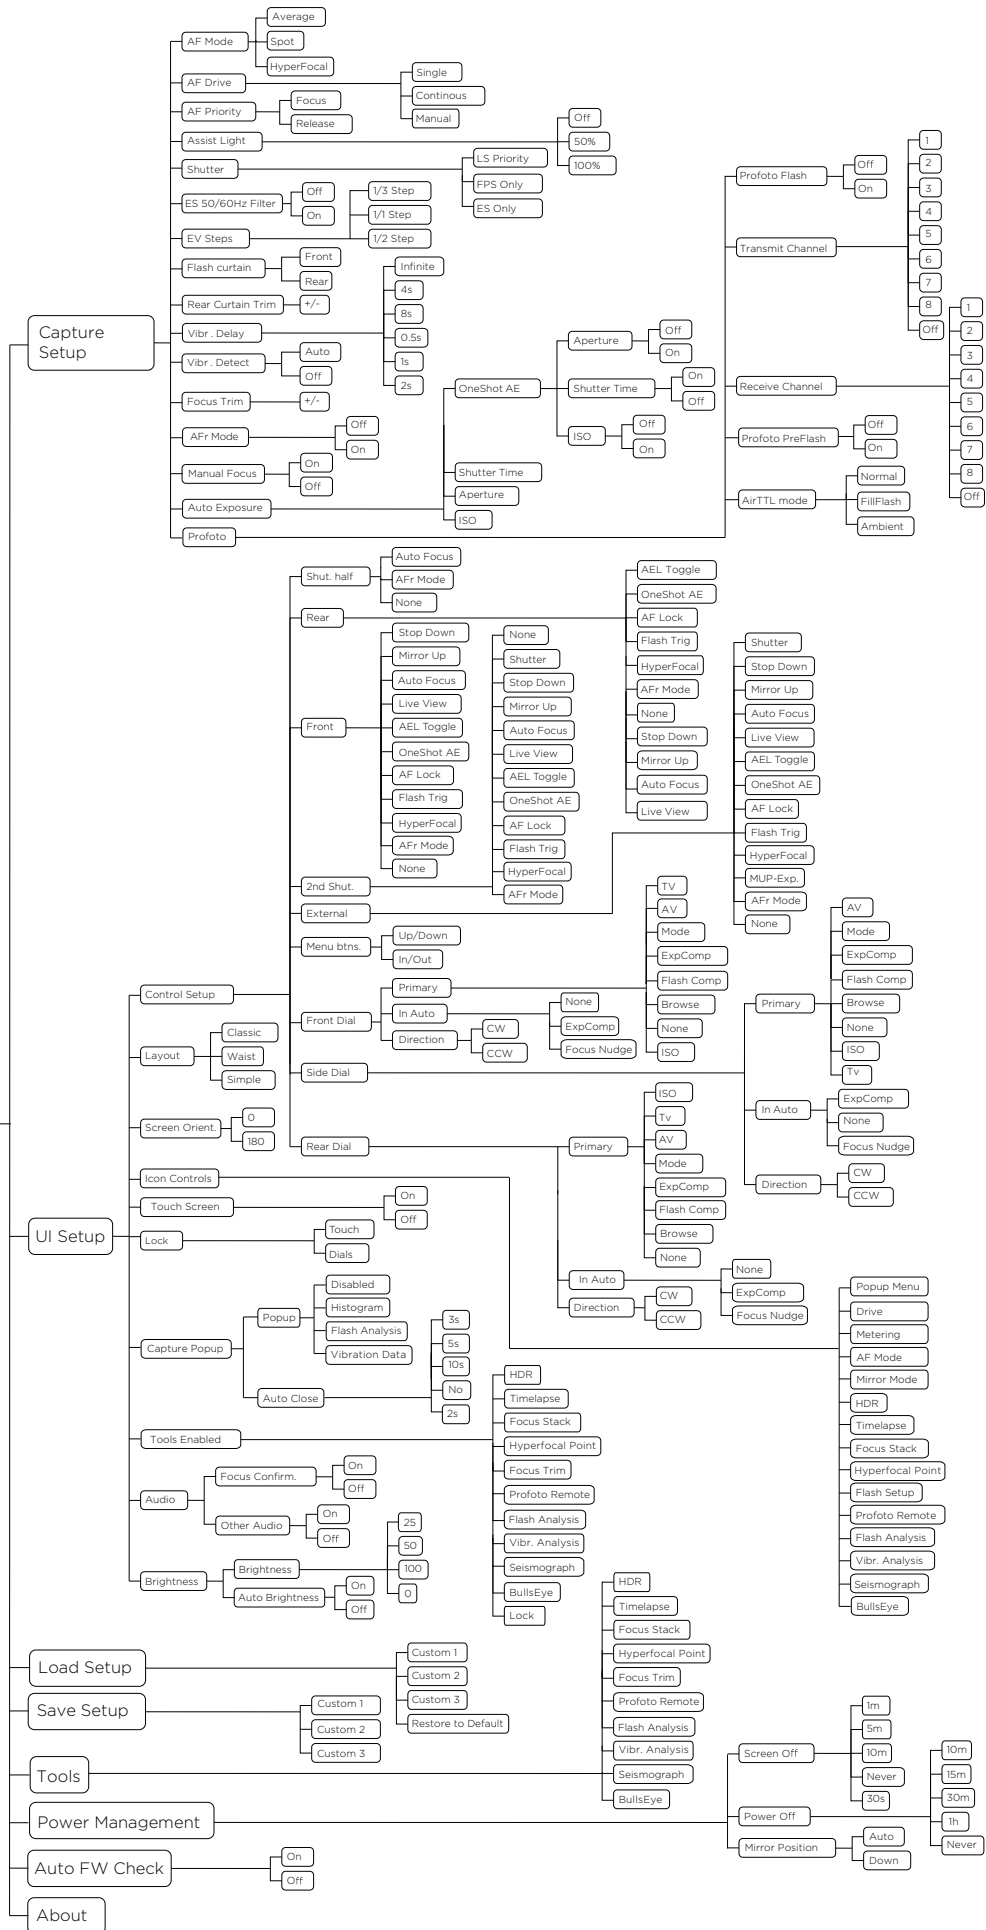 Capture
Setup
AF Mode
Average
Spot
HyperFocal
AF Drive
Single
Continous
Manual
AF Priority
Focus
Release
Assist Light
Off
50%
100%
Shutter
LS Priority
FPS Only
ES Only
ES 50/60Hz Filter
Off
On
EV Steps
1/3 Step
1/1 Step
1/2 Step
Flash curtain
Front
Rear
Rear Curtain Trim
+/-
Vibr . Delay
Infinite
4s
8s
0.5s
1s
2s
Vibr . Detect
Auto
Off
Focus Trim
+/-
AFr Mode
Off
On
Manual Focus
On
Off
Auto Exposure
OneShot AE
Aperture
Off
On
Shutter Time
On
Off
ISO
Off
On
Shutter Time
Aperture
ISO
Profoto
Profoto Flash
Off
On
Transmit Channel
1
2
3
4
5
6
7
8
Off
Receive Channel
1
2
3
4
5
6
7
8
Off
Profoto PreFlash
Off
On
AirTTL mode
Normal
FillFlash
Ambient
UI Setup
Control Setup
Shut. half
Auto Focus
AFr Mode
None
Rear
AEL Toggle
OneShot AE
AF Lock
Flash Trig
HyperFocal
AFr Mode
None
Stop Down
Mirror Up
Auto Focus
Live View
Front
Stop Down
Mirror Up
Auto Focus
Live View
AEL Toggle
OneShot AE
AF Lock
Flash Trig
HyperFocal
AFr Mode
None
2nd Shut.
None
Shutter
Stop Down
Mirror Up
Auto Focus
Live View
AEL Toggle
OneShot AE
AF Lock
Flash Trig
HyperFocal
AFr Mode
External
Shutter
Stop Down
Mirror Up
Auto Focus
Live View
AEL Toggle
OneShot AE
AF Lock
Flash Trig
HyperFocal
MUP-Exp.
AFr Mode
None
Menu btns.
Up/Down
In/Out
Front Dial
Primary
TV
AV
Mode
ExpComp
Flash Comp
Browse
None
ISO
In Auto
None
ExpComp
Focus Nudge
Direction
CW
CCW
Side Dial
Primary
AV
Mode
ExpComp
Flash Comp
Browse
None
ISO
Tv
In Auto
ExpComp
None
Focus Nudge
Direction
CW
CCW
Rear Dial
Primary
ISO
Tv
AV
Mode
ExpComp
Flash Comp
Browse
None
In Auto
None
ExpComp
Focus Nudge
Direction
CW
CCW
Layout
Classic
Waist
Simple
Screen Orient.
0
180
Icon Controls
Popup Menu
Drive
Metering
AF Mode
Mirror Mode
HDR
Timelapse
Focus Stack
Hyperfocal Point
Flash Setup
Profoto Remote
Flash Analysis
Vibr. Analysis
Seismograph
BullsEye
Touch Screen
On
Off
Lock
Touch
Dials
Capture Popup
Popup
Disabled
Histogram
Flash Analysis
Vibration Data
Auto Close
3s
5s
10s
No
2s
Tools Enabled
HDR
Timelapse
Focus Stack
Hyperfocal Point
Focus Trim
Profoto Remote
Flash Analysis
Vibr. Analysis
Seismograph
BullsEye
Lock
Audio
Focus Confirm.
On
Off
Other Audio
On
Off
Brightness
Brightness
25
50
100
0
Auto Brightness
On
Off
Load Setup
Custom 1
Custom 2
Custom 3
Restore to Default
Save Setup
Custom 1
Custom 2
Custom 3
Tools
HDR
Timelapse
Focus Stack
Hyperfocal Point
Focus Trim
Profoto Remote
Flash Analysis
Vibr. Analysis
Seismograph
BullsEye
Power Management
Screen Off
1m
5m
10m
Never
30s
Power Off
10m
15m
30m
1h
Never
Mirror Position
Auto
Down
Auto FW Check
On
Off
About